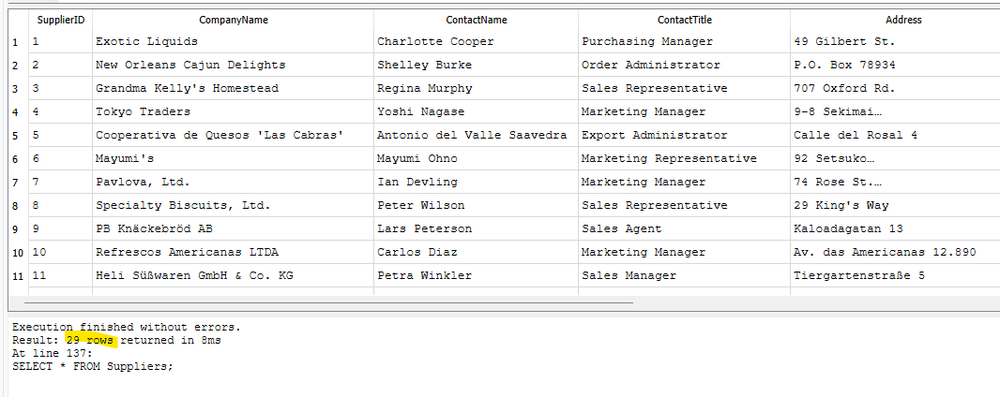 SupplierID CompanyName ContactName ContactTitle Address
1 1 Exotic Liquids Charlotte Cooper Purchasing Manager 49 Gilbert St.
2 2 New Orleans Cajun Delights Shelley Burke Order Administrator P.O. Box 78934
3 3 Grandma Kelly's Homestead Regina Murphy Sales Representative 707 Oxford Rd.
4 4 Tokyo Traders Yoshi Nagase Marketing Manager 9-8 Sekimai…
5 5 Cooperativa de Quesos 'Las Cabras' Antonio del Valle Saavedra Export Administrator Calle del Rosal 4
6 6 Mayumi's Mayumi Ohno Marketing Representative 92 Setsuko…
7 7 Pavlova, Ltd. Ian Devling Marketing Manager 74 Rose St.…
8 8 Specialty Biscuits, Ltd. Peter Wilson Sales Representative 29 King's Way
9 9 PB Knäckebröd AB Lars Peterson Sales Agent Kaloadagatan 13
10 10 Refrescos Americanas LTDA Carlos Diaz Marketing Manager Av. das Americanas 12.890
11 11 Heli Süßwaren GmbH & Co. KG Petra Winkler Sales Manager Tiergartenstraße 5
Execution finished without errors.
Result: 29 rows returned in 8ms
At line 137:
SELECT * FROM Suppliers;